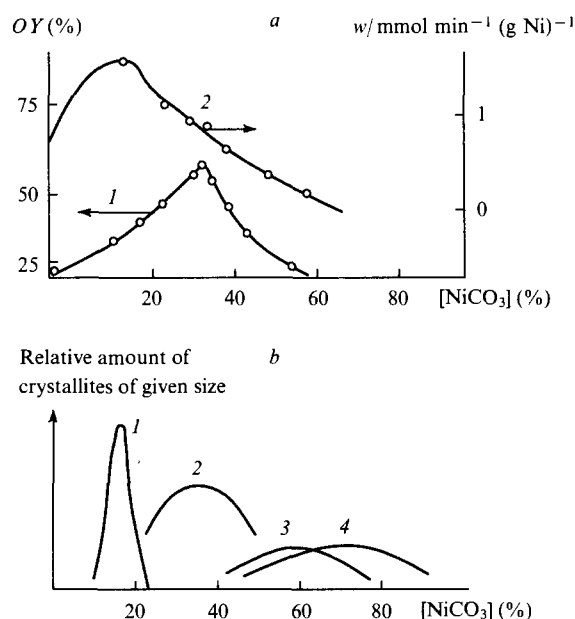 OY (%) a w/mmol min⁻¹ (g Ni)⁻¹
75
50
25
2
1
1
0
20 40 60 80 [NiCO₃] (%)
Relative amount of b
crystallites of given size
1
2
3
4
20 40 60 80 [NiCO₃] (%)